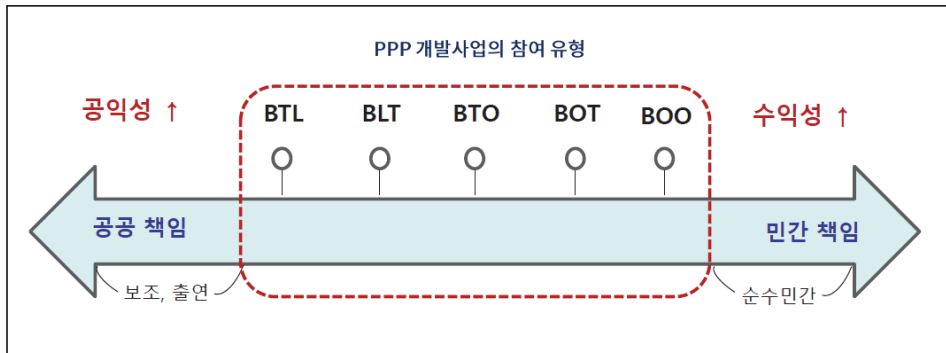 PPP 개발사업의 참여 유형
공익성 ↑
BTL BLT BTO BOT BOO
수익성 ↑
공공 책임
민간 책임
보조, 출연
순수민간